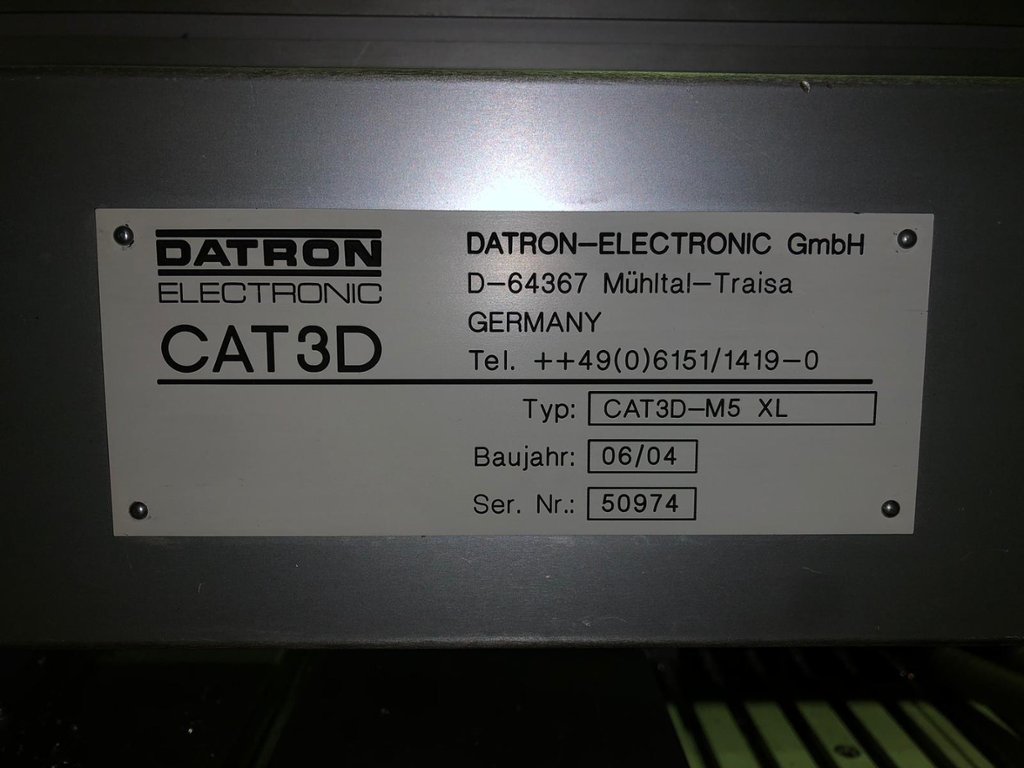 DATRON
ELECTRONIC
CAT3D
DATRON-ELECTRONIC GmbH
D-64367 Mühltal-Traisa
GERMANY
Tel. ++49(0)6151/1419-0
Typ: CAT3D-M5 XL
Baujahr: 06/04
Ser. Nr.: 50974